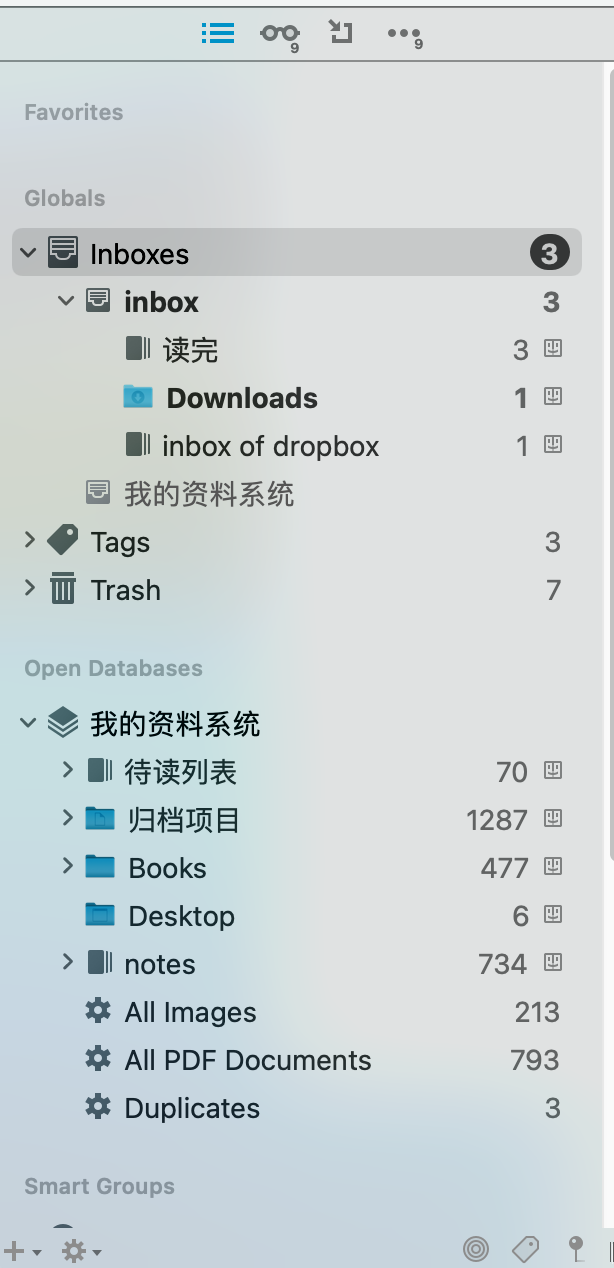 9 9
Favorites
Globals
Inboxes 3
inbox 3
读完 3
Downloads 1
inbox of dropbox 1
我的资料系统
Tags 3
Trash 7
Open Databases
我的资料系统
待读列表 70
归档项目 1287
Books 477
Desktop 6
notes 734
All Images 213
All PDF Documents 793
Duplicates 3
Smart Groups